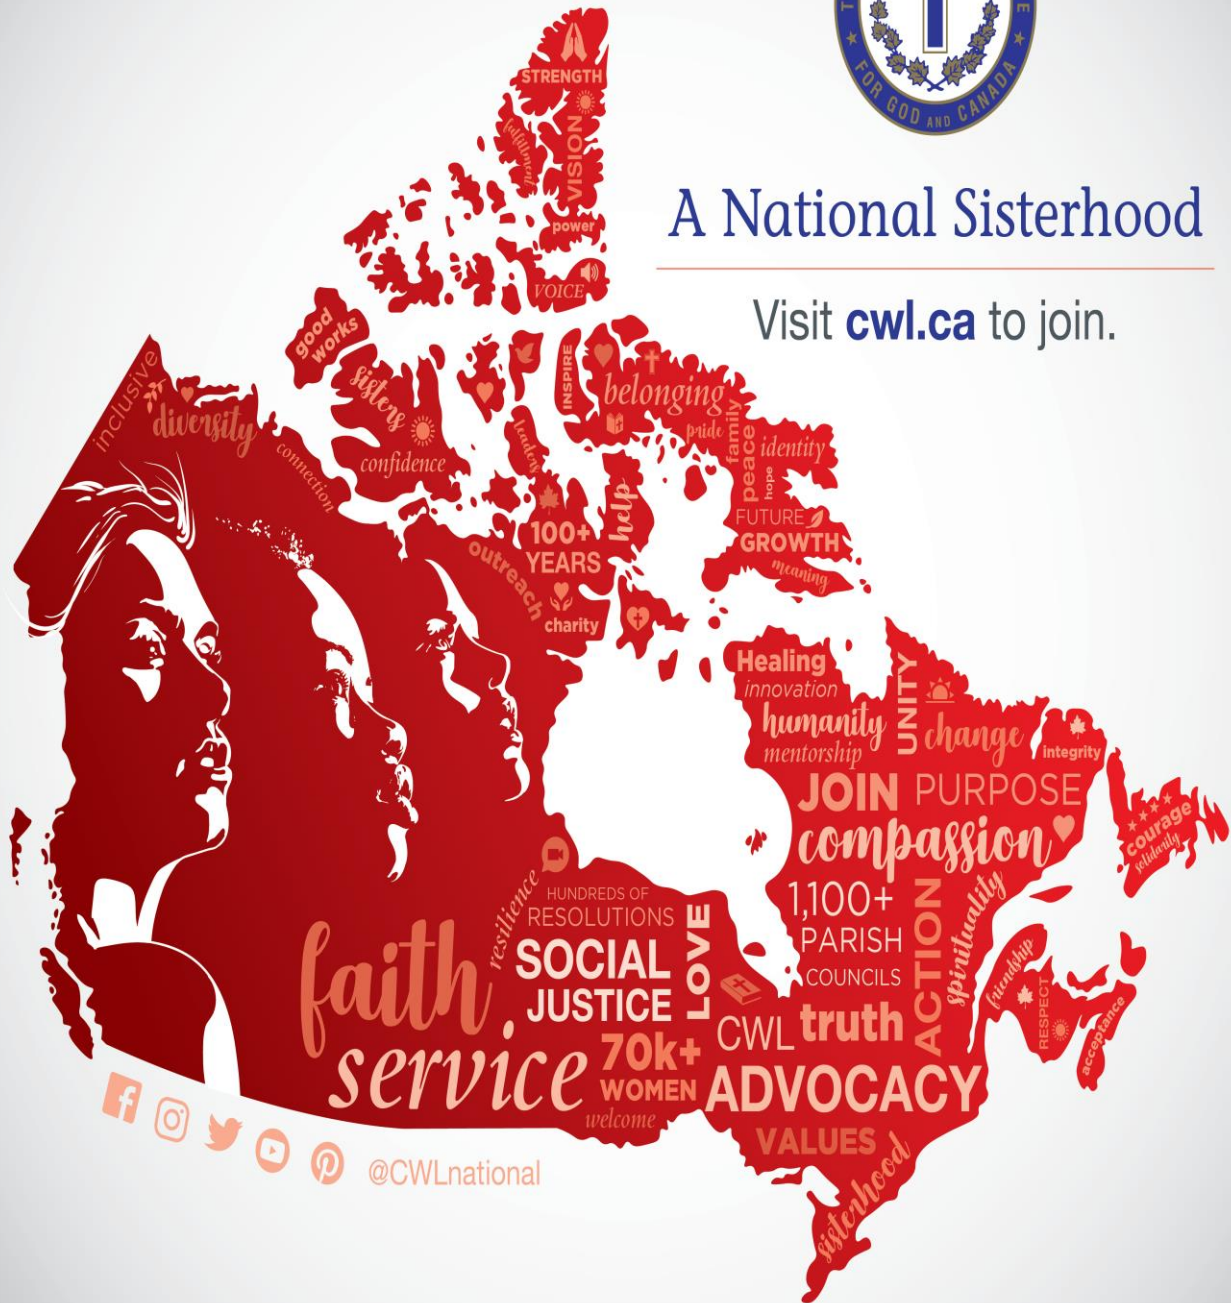 FOR GOD AND CANADA
A National Sisterhood
Visit cwl.ca to join.
STRENGTH
fulfillment
VISION
power
VOICE
good
works
sisters
confidence
leaders
INSPIRE
belonging
pride
family
peace
hope
identity
FUTURE
GROWTH
meaning
inclusive
diversity
connection
100+
YEARS
help
outreach
charity
Healing
innovation
humanity
mentorship
UNITY
change
integrity
JOIN PURPOSE
compassion
courage
solidarity
1,100+
PARISH
COUNCILS
ACTION
spirituality
friendship
RESPECT
acceptance
resilience
HUNDREDS OF
RESOLUTIONS
SOCIAL
JUSTICE
LOVE
faith
service
70k+
WOMEN
welcome
CWL truth
ADVOCACY
VALUES
sisterhood
@CWLnational